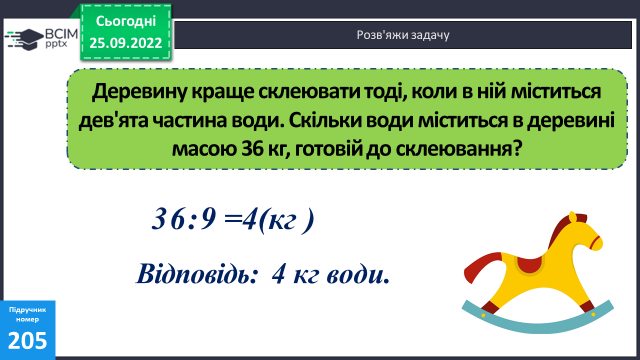 Сьогодні
25.09.2022
BCIM
pptx
Розв'яжи задачу
Деревину краще склеювати тоді, коли в ній міститься
дев'ята частина води. Скільки води міститься в деревині
масою 36 кг, готовій до склеювання?
36:9 =4(кг )
Відповідь: 4 кг води.
Підручник
номер
205